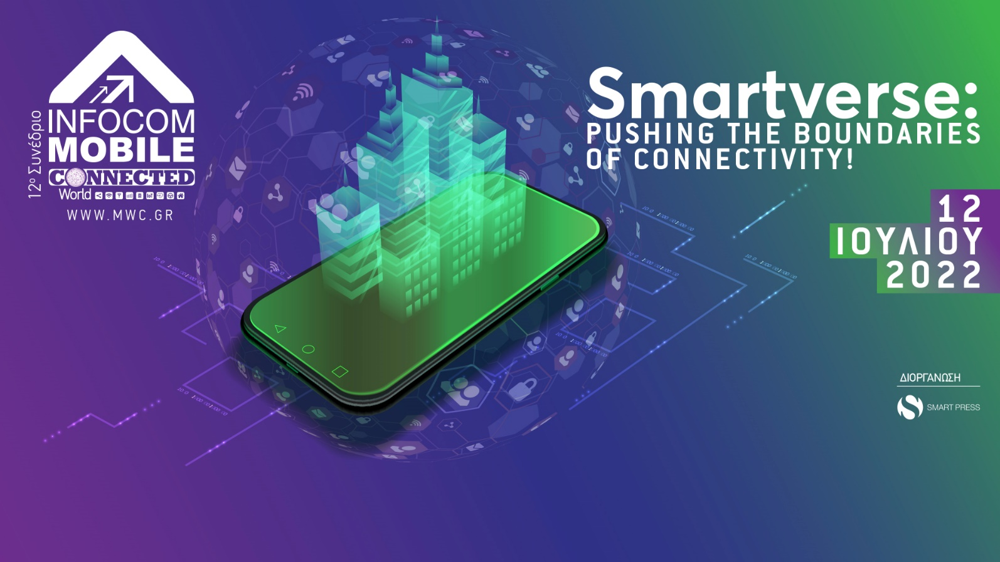 12ο Συνέδριο
INFOCOM
MOBILE
CONNECTED
World
IoT
WWW.MWC.GR
Smartverse:
PUSHING THE BOUNDARIES
OF CONNECTIVITY!
12
ΙΟΥΛΙΟΥ
2022
ΔΙΟΡΓΑΝΩΣΗ
SMART PRESS